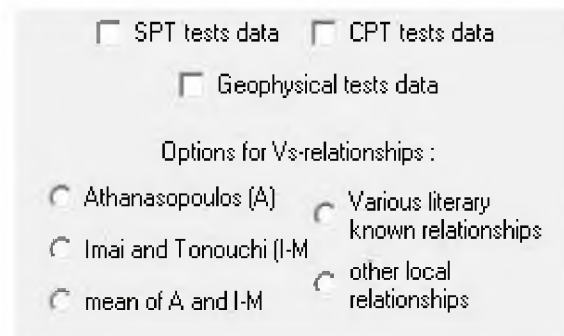 SPT tests data CPT tests data
Geophysical tests data
Options for Vs-relationships :
Athanasopoulos (A)
Imai and Tonouchi (I-M
mean of A and I-M
Various literary
known relationships
other local
relationships